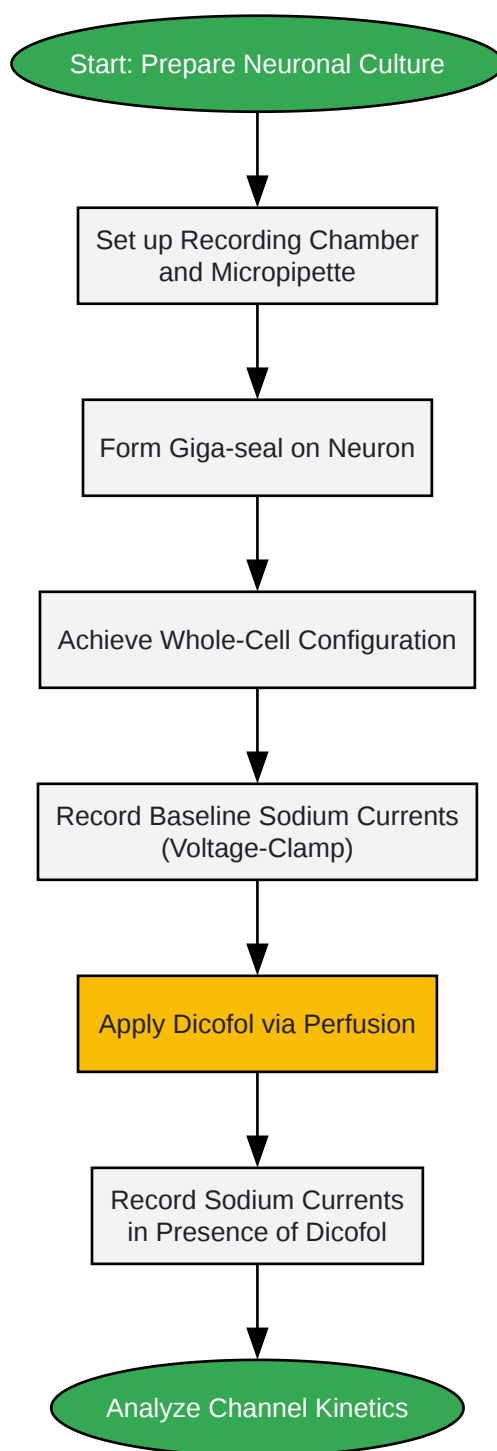 Start: Prepare Neuronal Culture
Set up Recording Chamber
and Micropipette
Form Giga-seal on Neuron
Achieve Whole-Cell Configuration
Record Baseline Sodium Currents
(Voltage-Clamp)
Apply Dicofol via Perfusion
Record Sodium Currents
in Presence of Dicofol
Analyze Channel Kinetics